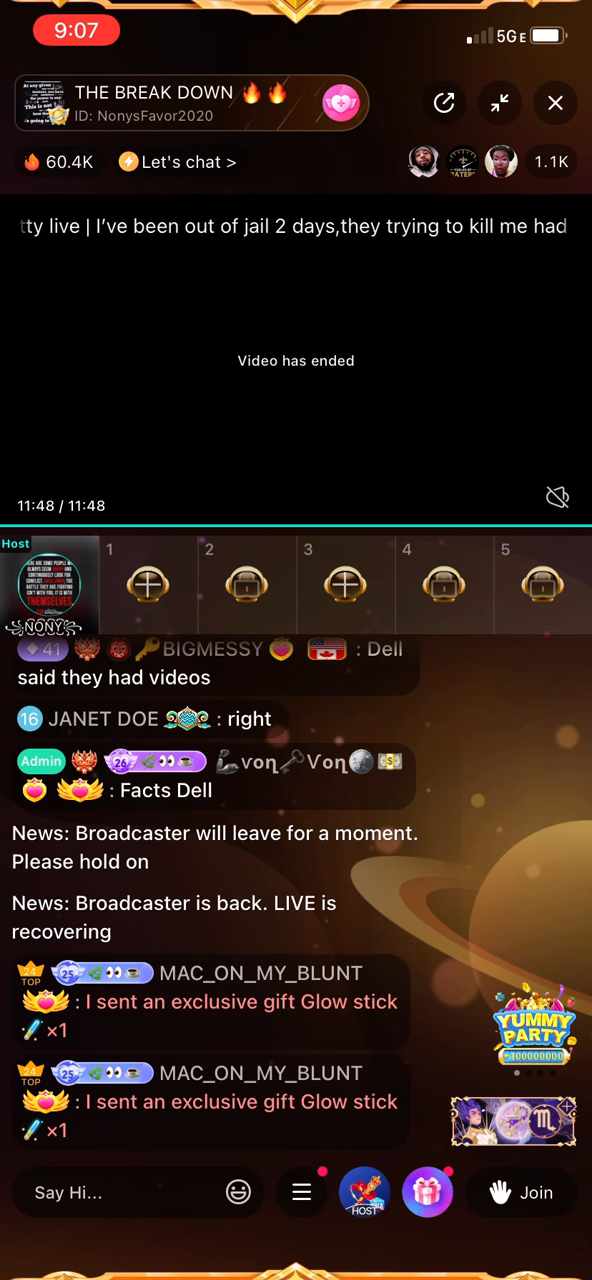 9:07
5G E
THE BREAK DOWN 🔥🔥
ID: NonysFavor2020
60.4K
Let's chat >
1.1K
tty live | I've been out of jail 2 days,they trying to kill me had
Video has ended
11:48 / 11:48
Host
1
2
3
4
5
THEMSELVES
NONY
41 🔑BIGMESSY : Dell
said they had videos
16 JANET DOE : right
Admin 26 🌿👀☕ 🦾ѵօղ🗝Ѵօղ🌑💵
: Facts Dell
News: Broadcaster will leave for a moment.
Please hold on
News: Broadcaster is back. LIVE is
recovering
24 TOP 25 🌿👀☕ MAC_ON_MY_BLUNT
: I sent an exclusive gift Glow stick
×1
24 TOP 25 🌿👀☕ MAC_ON_MY_BLUNT
: I sent an exclusive gift Glow stick
×1
YUMMY
PARTY
100000000
Say Hi...
HOST
Join